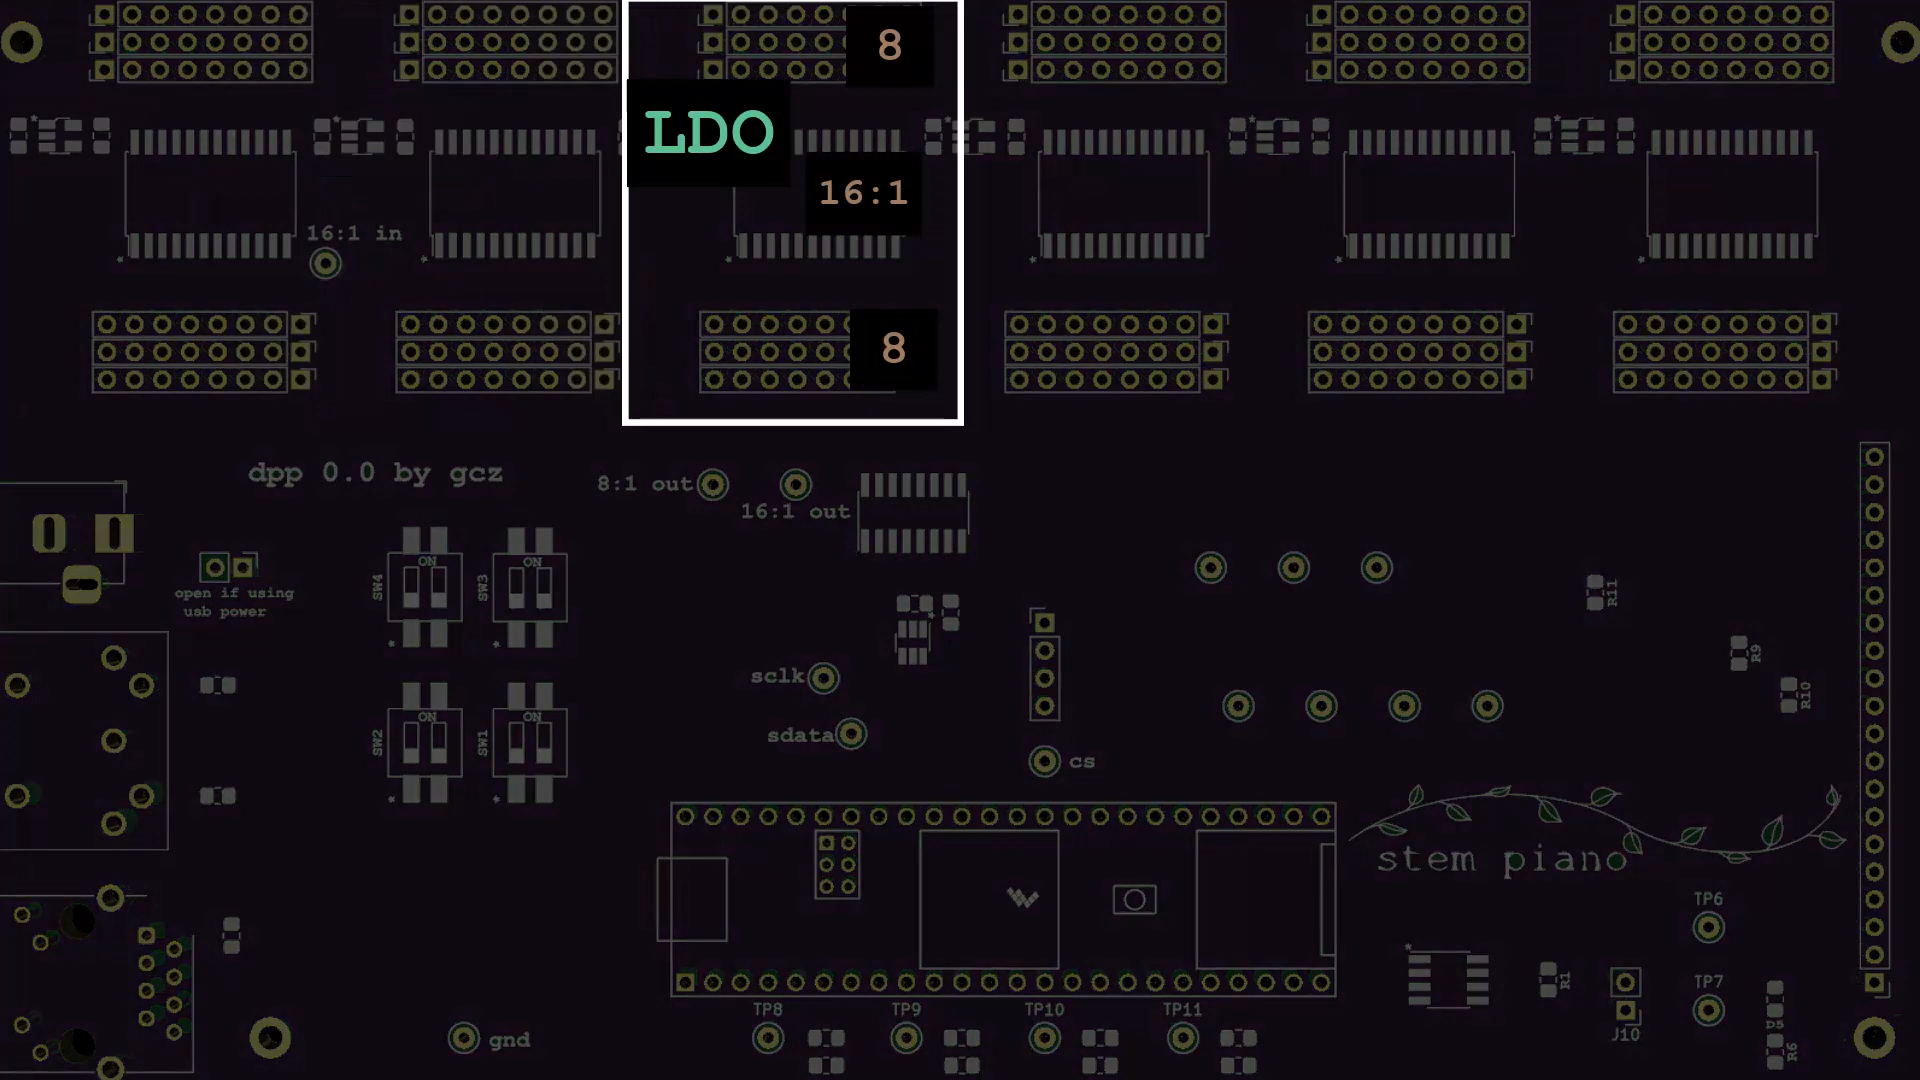 8
LDO
16:1
16:1 in
8
dpp 0.0 by gcz
8:1 out
16:1 out
open if using
usb power
SW4
ON
SW3
ON
R11
R9
R10
sclk
sdata
cs
SW2
ON
SW1
ON
stem piano
TP6
TP7
R1
J10
D5
R6
TP8
TP9
TP10
TP11
gnd